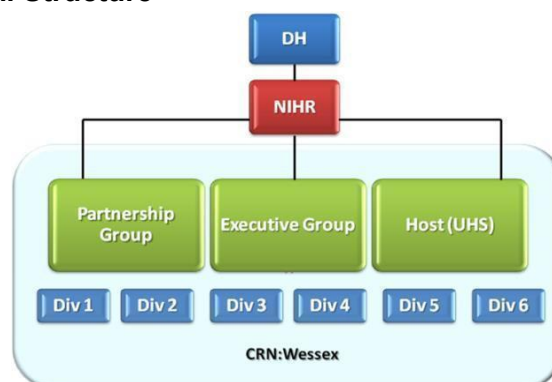 DH
NIHR
Partnership
Group
Executive Group
Host (UHS)
Div 1
Div 2
Div 3
Div 4
Div 5
Div 6
CRN:Wessex